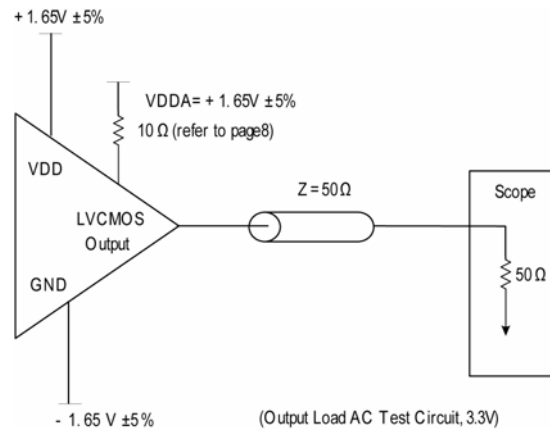 + 1.65V ±5%
VDDA= + 1.65V ±5%
10 Ω (refer to page8)
VDD
Z = 50 Ω
Scope
LVCMOS
Output
50 Ω
GND
- 1.65 V ±5%
(Output Load AC Test Circuit, 3.3V)